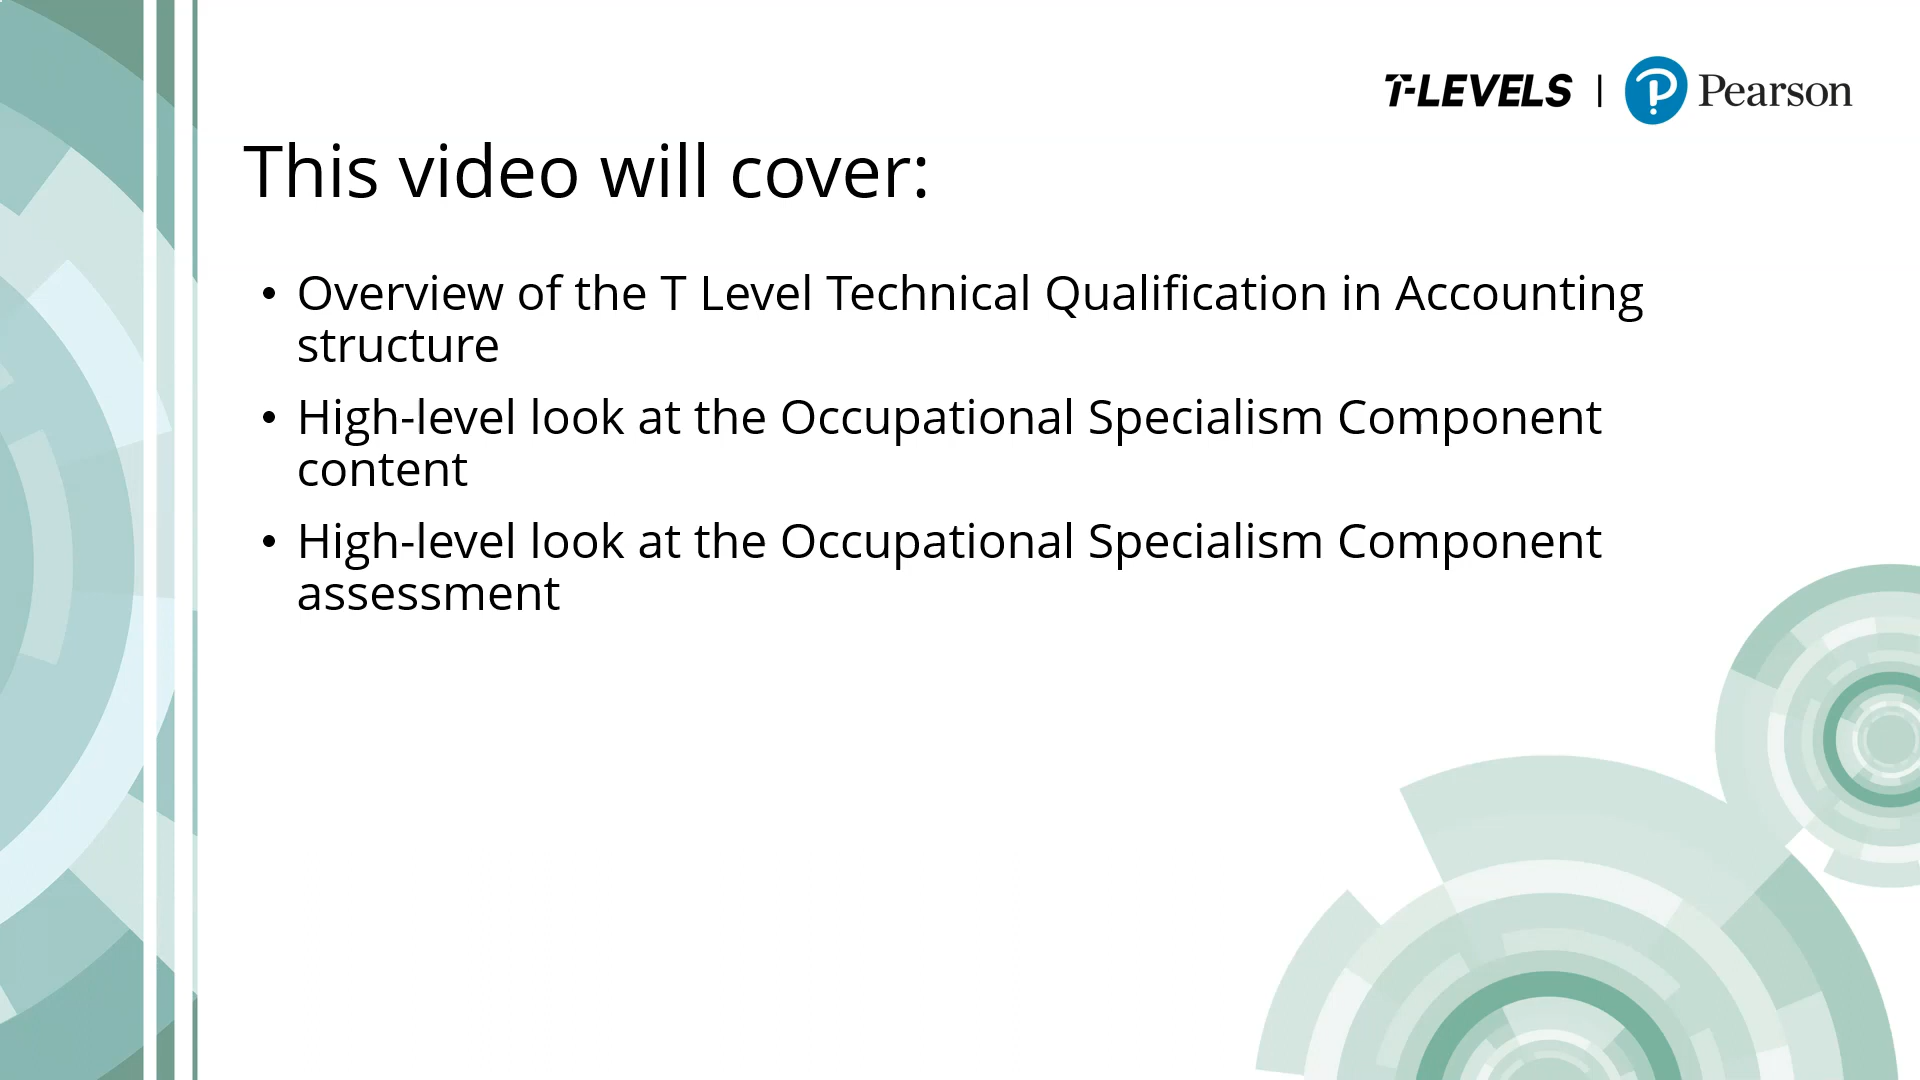 T-LEVELS | Pearson
This video will cover:
• Overview of the T Level Technical Qualification in Accounting
structure
• High-level look at the Occupational Specialism Component
content
• High-level look at the Occupational Specialism Component
assessment